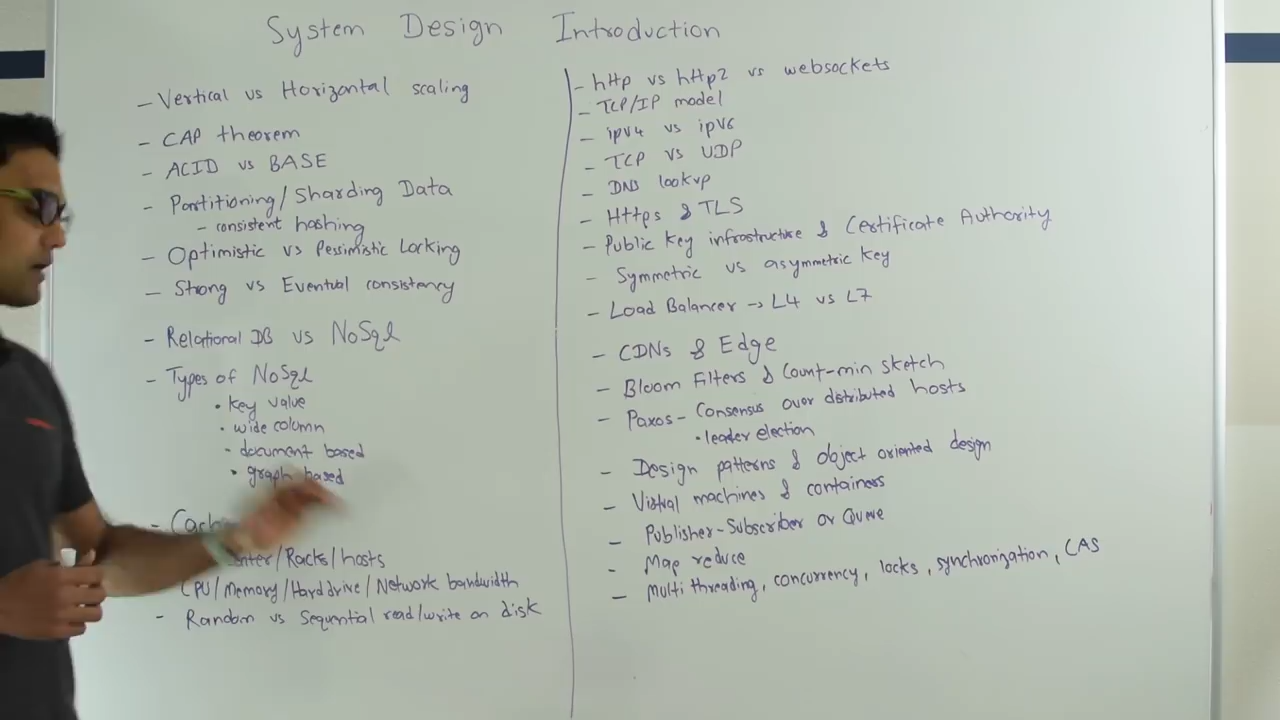 System Design Introduction
- Vertical vs Horizontal scaling
- CAP theorem
- ACID vs BASE
- Partitioning/Sharding Data
- consistent hashing
- Optimistic vs Pessimistic Locking
- Strong vs Eventual consistency
- Relational DB vs NoSql
- Types of NoSql
• key value
• wide column
• document based
• graph based
- Cach
enter/Racks/hosts
CPU/Memory/Hard drive/Network bandwidth
- Random vs Sequential read/write on disk
- http vs http2 vs websockets
- TCP/IP model
- ipv4 vs ipv6
- TCP vs UDP
- DNS lookup
- Https & TLS
- Public key infrastructure & Certificate Authority
- Symmetric vs asymmetric key
- Load Balancer → L4 vs L7
- CDNs & Edge
- Bloom Filters & Count-min sketch
- Paxos - Consensus over distributed hosts
• leader election
- Design patterns & object oriented design
- Virtual machines & containers
- Publisher-Subscriber or Queue
- Map reduce
- Multi threading, concurrency, locks, synchronization, CAS